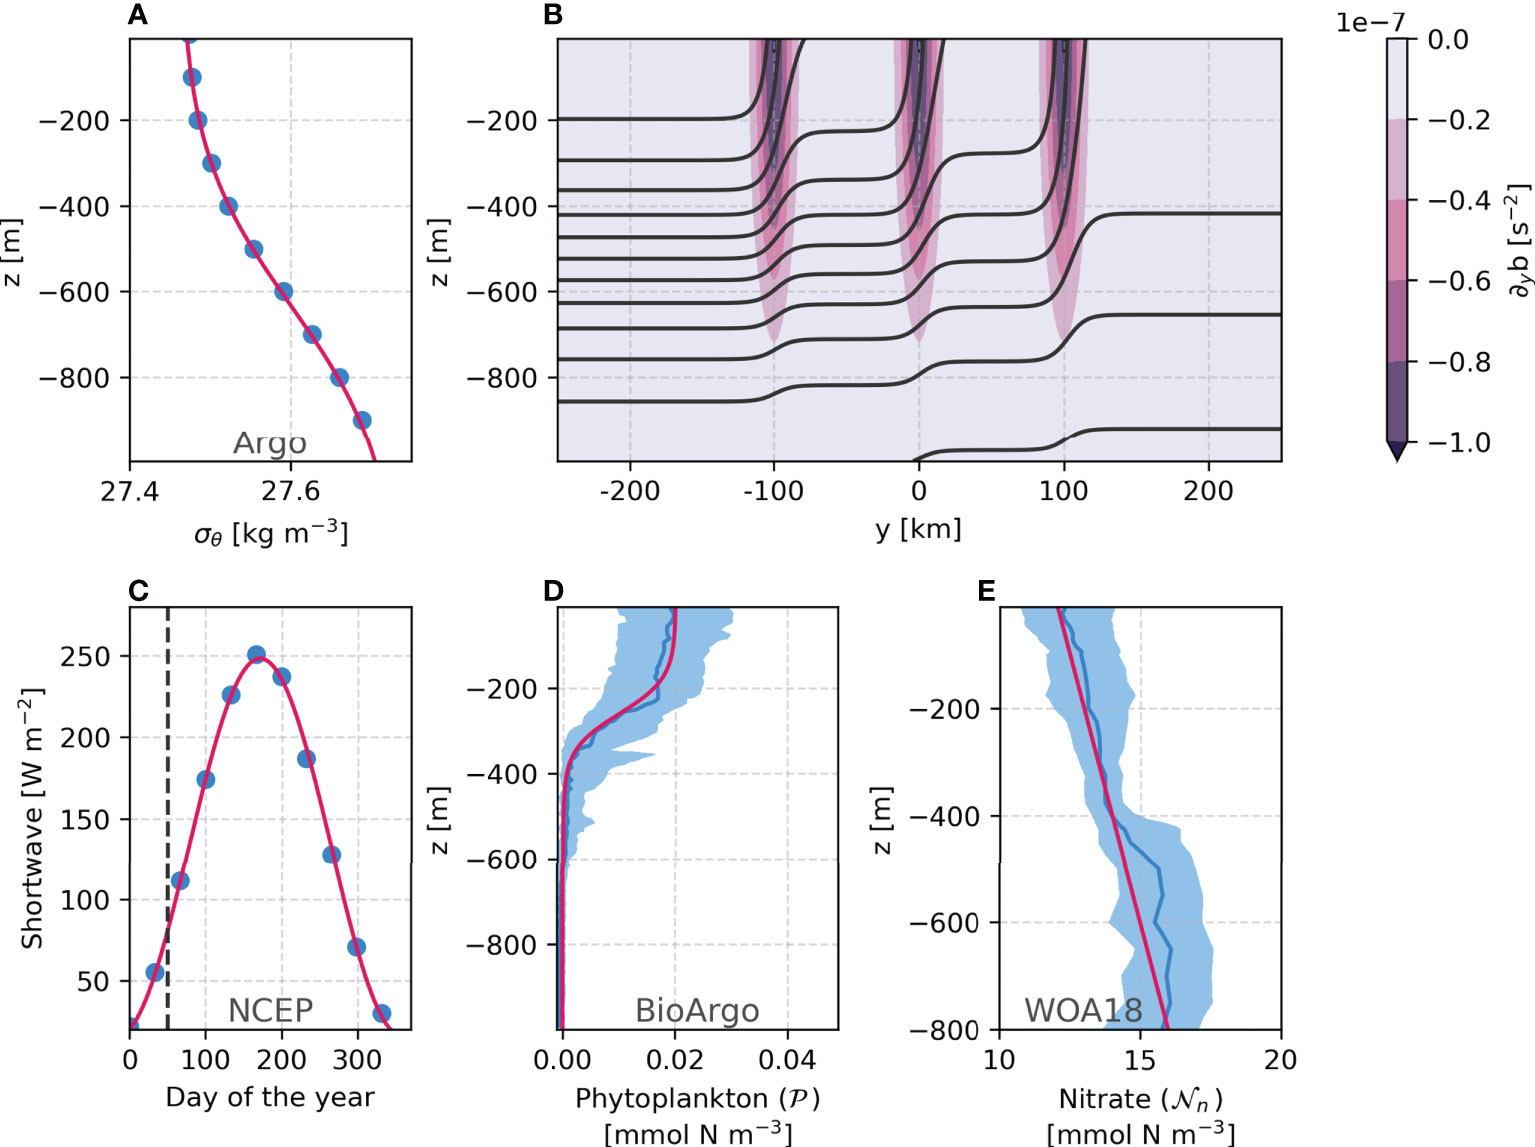 A
−200
−400
−600
−800
z [m]
Argo
27.4
27.6
σθ [kg m−3]
B
−200
−400
−600
−800
z [m]
-200
-100
0
100
200
y [km]
1e−7
0.0
−0.2
−0.4
−0.6
−0.8
−1.0
∂yb [s−2]
C
250
200
150
100
50
Shortwave [W m−2]
NCEP
0
100
200
300
Day of the year
D
−200
−400
−600
−800
z [m]
BioArgo
0.00
0.02
0.04
Phytoplankton (𝒫)
[mmol N m−3]
E
−200
−400
−600
−800
z [m]
WOA18
10
15
20
Nitrate (𝒩n)
[mmol N m−3]